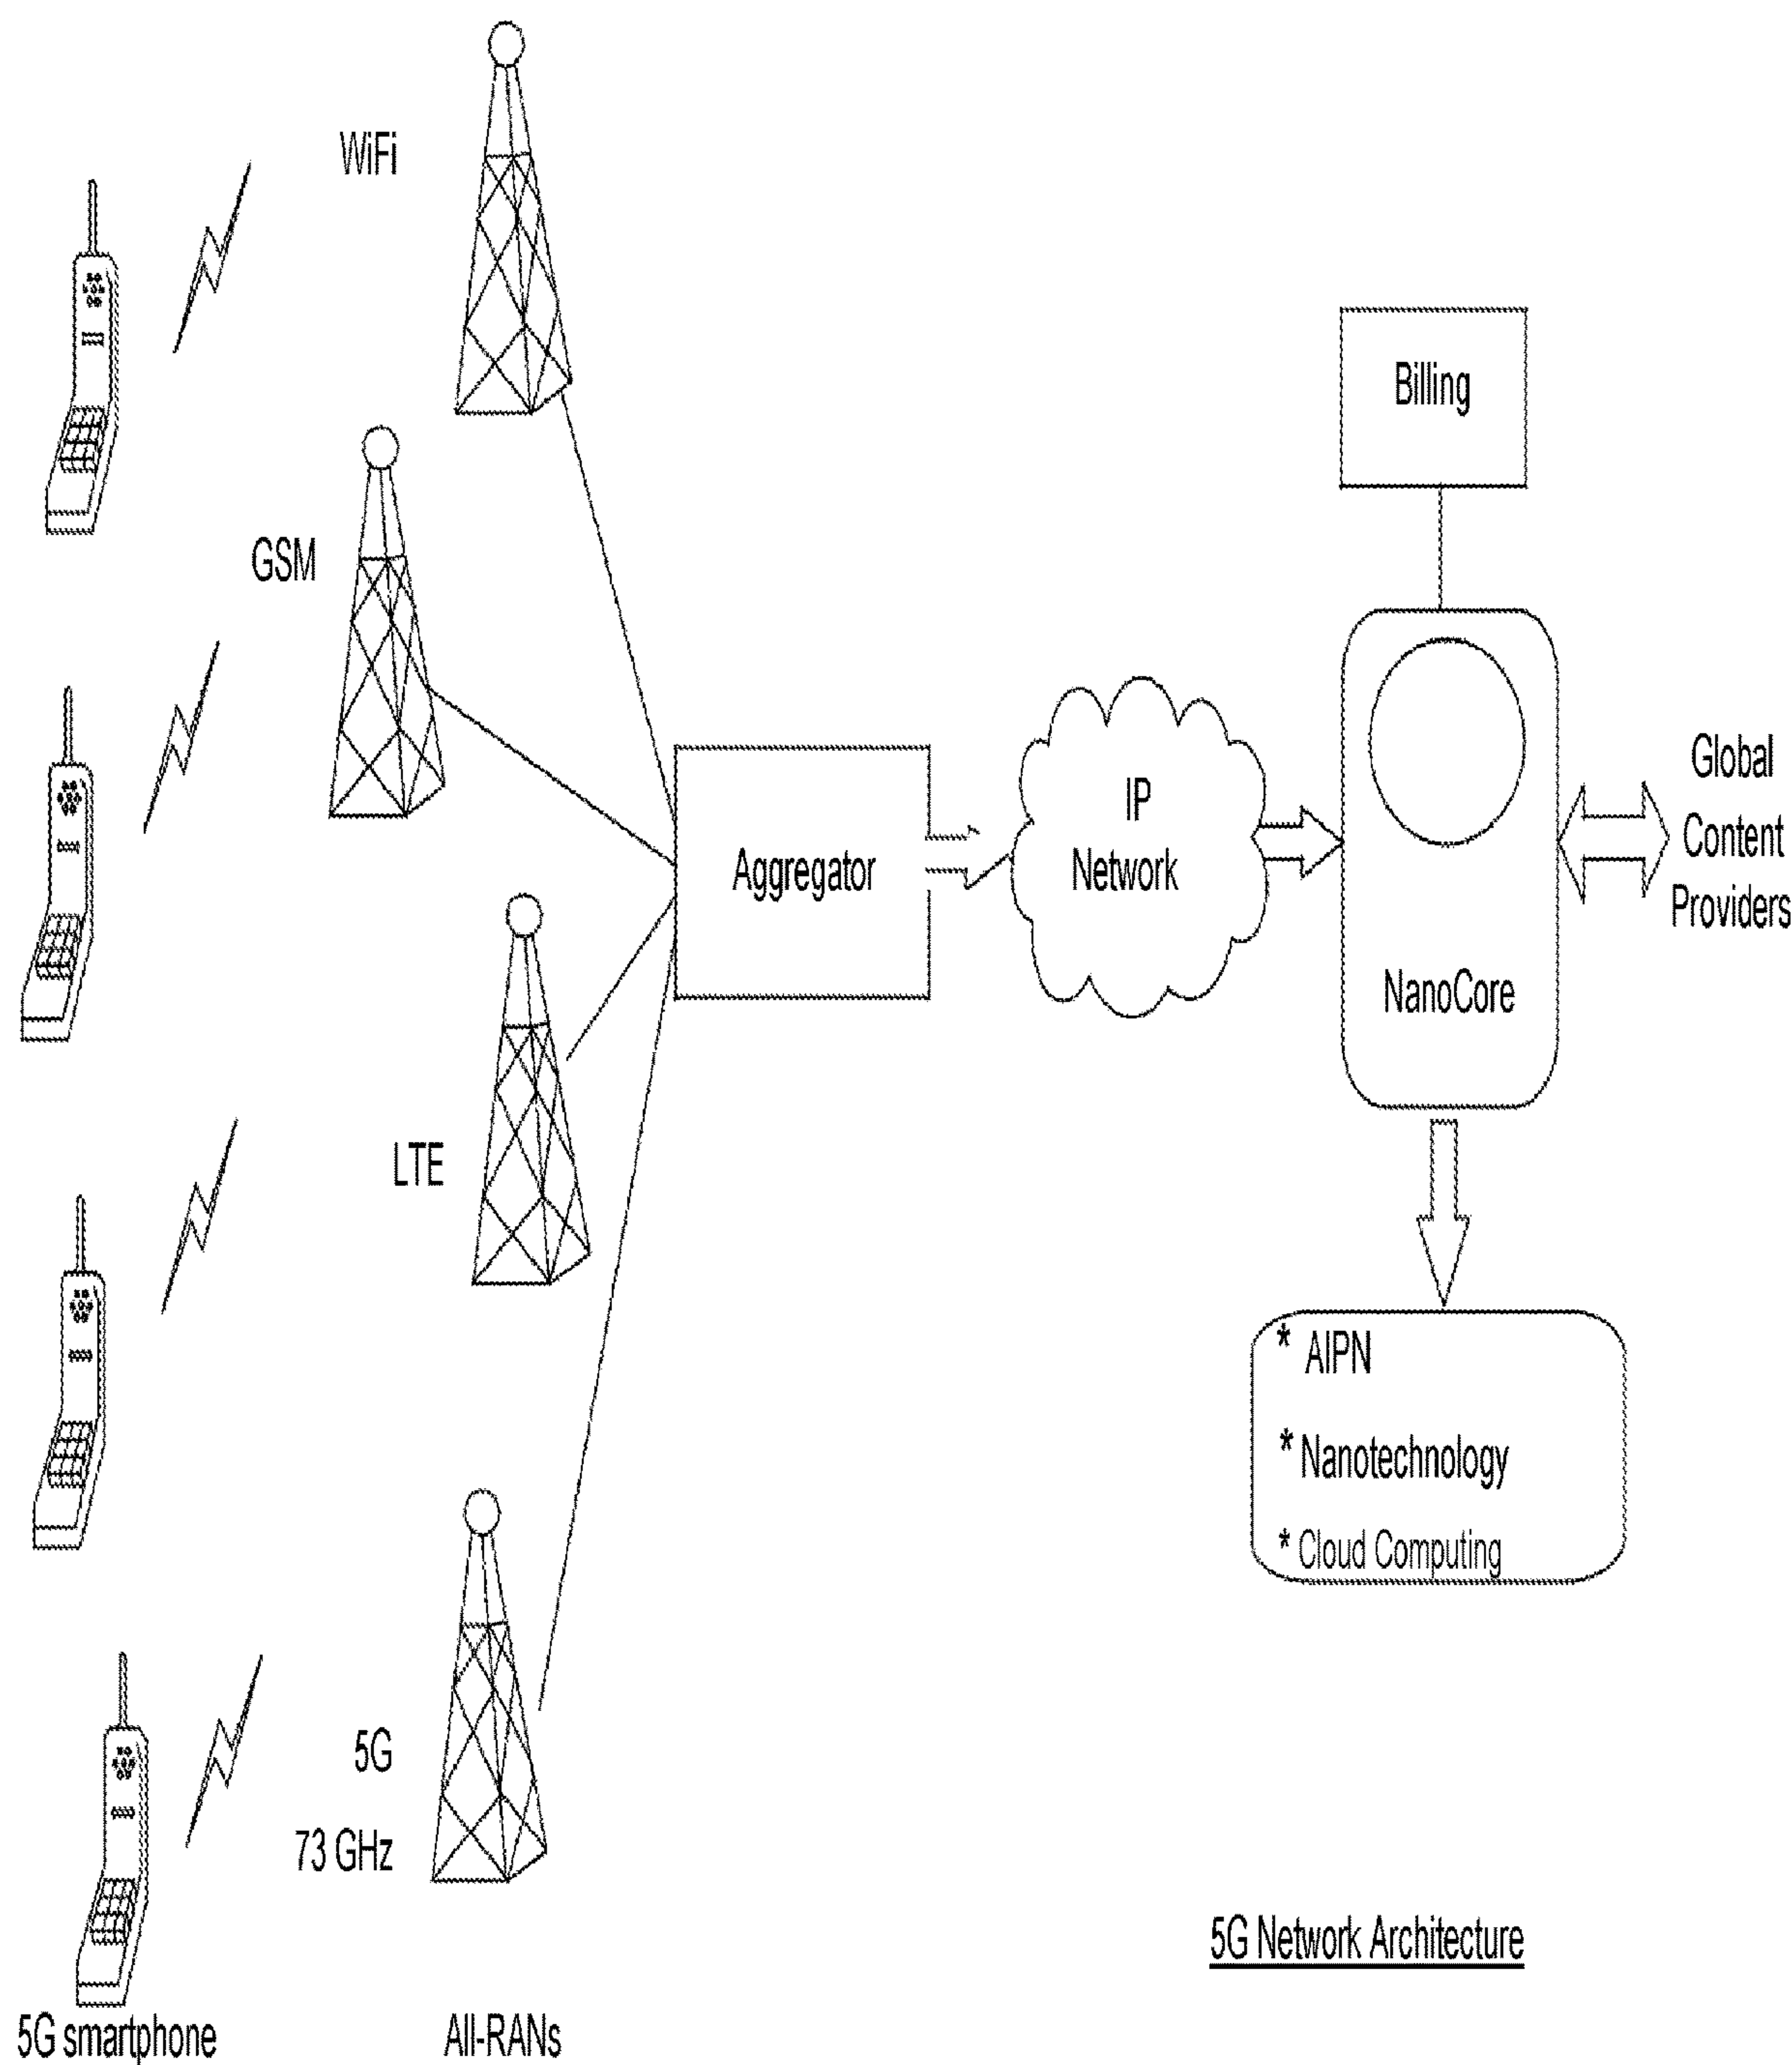 WiFi
GSM
LTE
5G
73 GHz
5G smartphone
All-RANs
Aggregator
IP
Network
Billing
NanoCore
Global
Content
Providers
* AIPN
* Nanotechnology
* Cloud Computing
5G Network Architecture